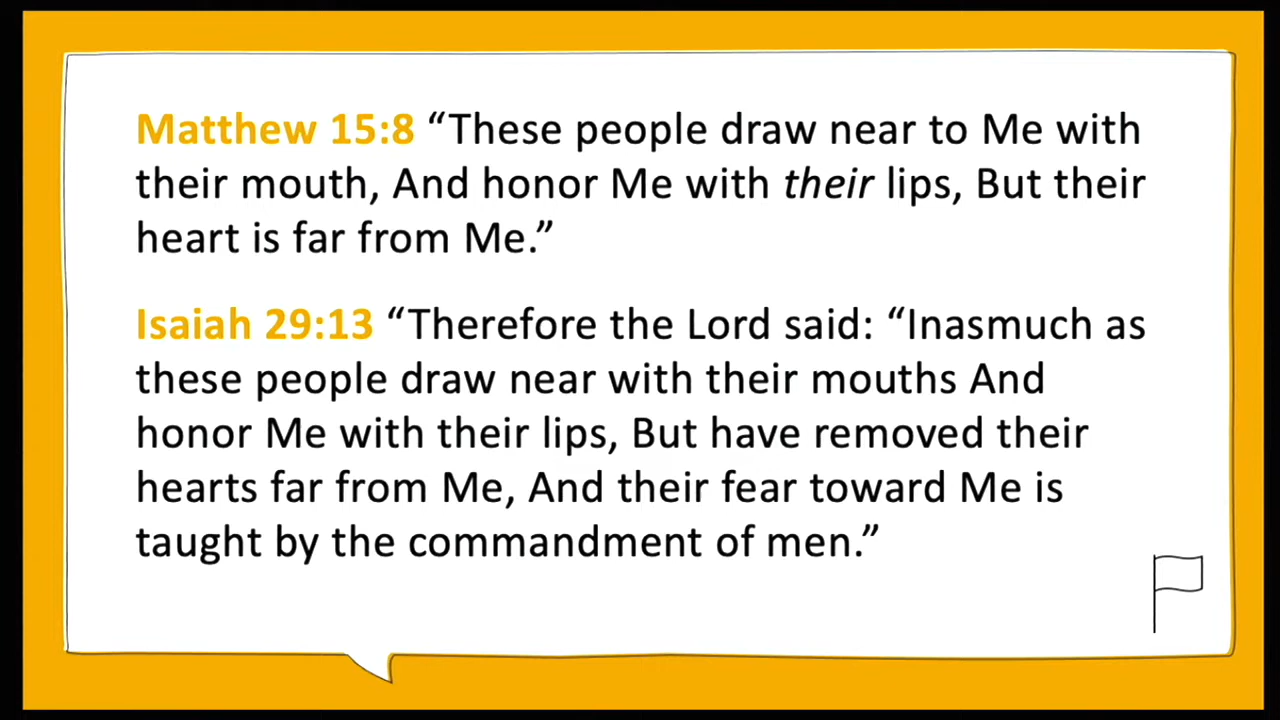 Matthew 15:8 “These people draw near to Me with
their mouth, And honor Me with their lips, But their
heart is far from Me.”
Isaiah 29:13 “Therefore the Lord said: “Inasmuch as
these people draw near with their mouths And
honor Me with their lips, But have removed their
hearts far from Me, And their fear toward Me is
taught by the commandment of men.”